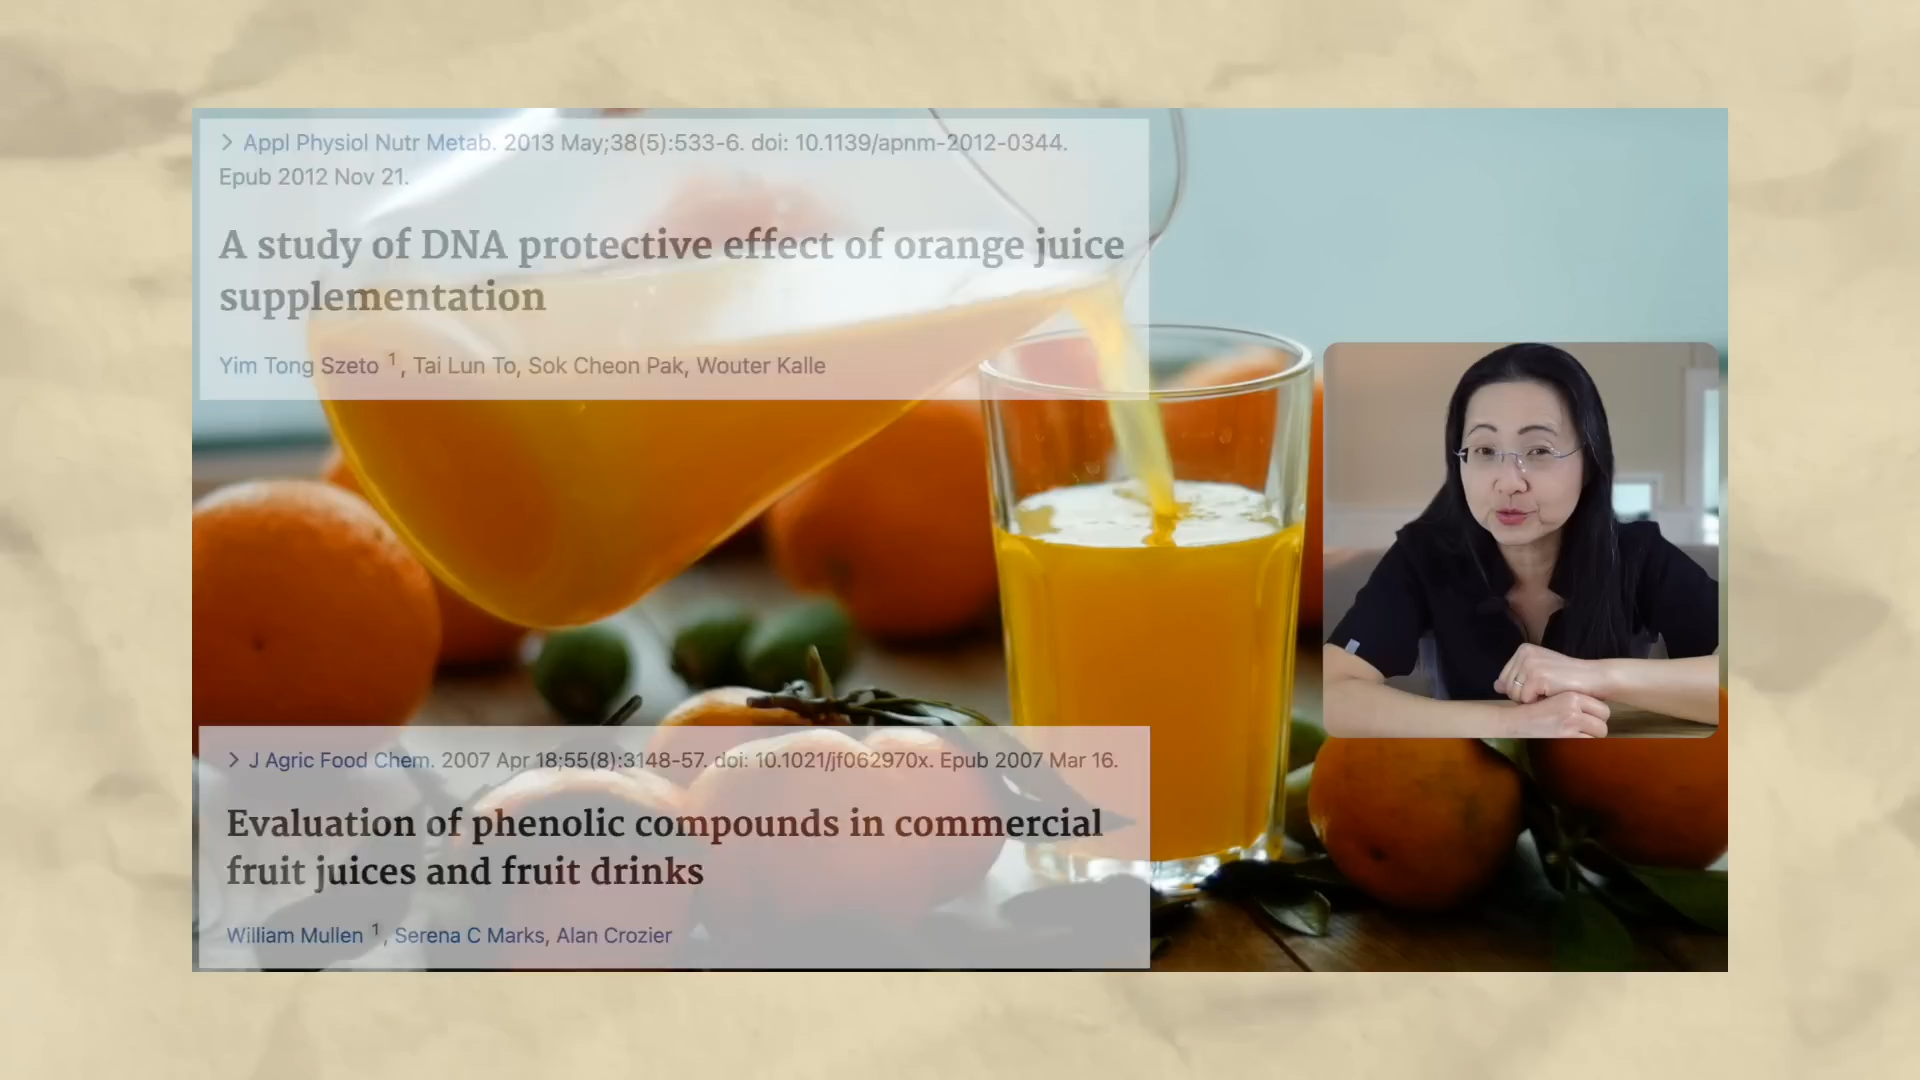 > Appl Physiol Nutr Metab. 2013 May;38(5):533-6. doi: 10.1139/apnm-2012-0344.
Epub 2012 Nov 21.
A study of DNA protective effect of orange juice
supplementation
Yim Tong Szeto 1, Tai Lun To, Sok Cheon Pak, Wouter Kalle
> J Agric Food Chem. 2007 Apr 18;55(8):3148-57. doi: 10.1021/jf062970x. Epub 2007 Mar 16.
Evaluation of phenolic compounds in commercial
fruit juices and fruit drinks
William Mullen 1, Serena C Marks, Alan Crozier